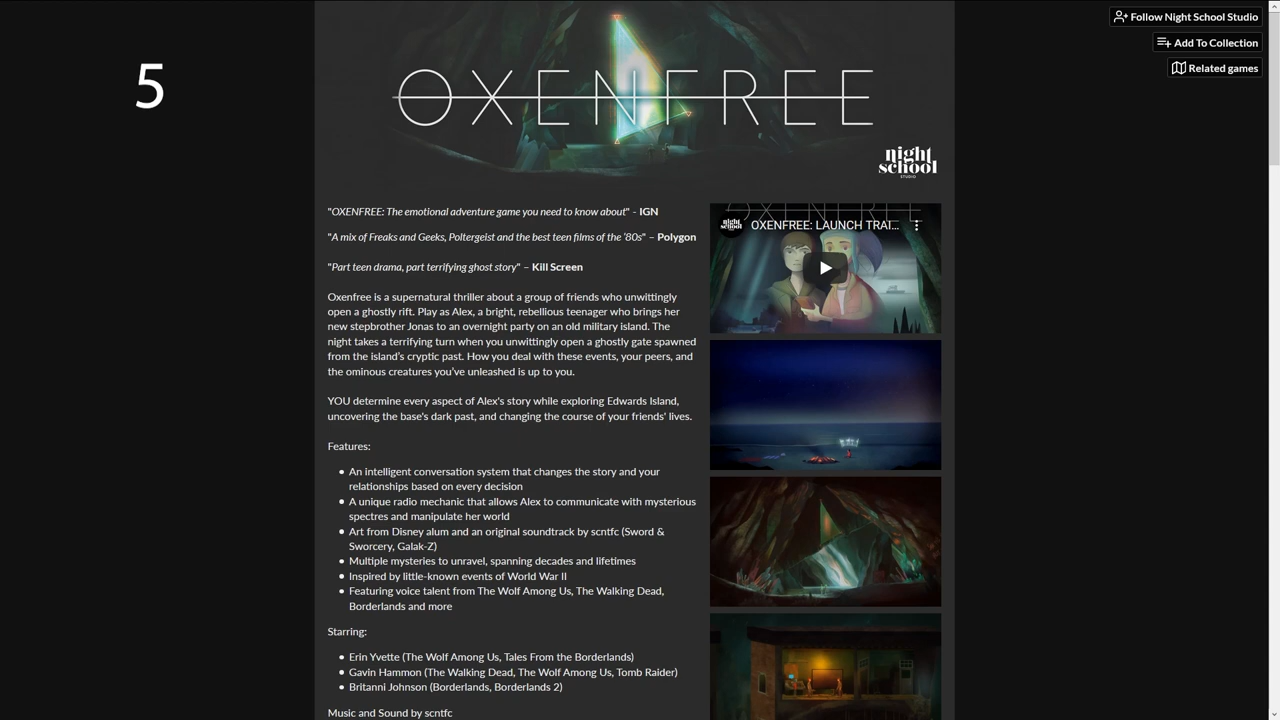 Follow Night School Studio
Add To Collection
Related games
5
OXENFREE
night
school
STUDIO
"OXENFREE: The emotional adventure game you need to know about" - IGN
"A mix of Freaks and Geeks, Poltergeist and the best teen films of the '80s" – Polygon
"Part teen drama, part terrifying ghost story" – Kill Screen
Oxenfree is a supernatural thriller about a group of friends who unwittingly
open a ghostly rift. Play as Alex, a bright, rebellious teenager who brings her
new stepbrother Jonas to an overnight party on an old military island. The
night takes a terrifying turn when you unwittingly open a ghostly gate spawned
from the island’s cryptic past. How you deal with these events, your peers, and
the ominous creatures you’ve unleashed is up to you.
YOU determine every aspect of Alex's story while exploring Edwards Island,
uncovering the base's dark past, and changing the course of your friends' lives.
Features:
• An intelligent conversation system that changes the story and your
relationships based on every decision
• A unique radio mechanic that allows Alex to communicate with mysterious
spectres and manipulate her world
• Art from Disney alum and an original soundtrack by scntfc (Sword &
Sworcery, Galak-Z)
• Multiple mysteries to unravel, spanning decades and lifetimes
• Inspired by little-known events of World War II
• Featuring voice talent from The Wolf Among Us, The Walking Dead,
Borderlands and more
Starring:
• Erin Yvette (The Wolf Among Us, Tales From the Borderlands)
• Gavin Hammon (The Walking Dead, The Wolf Among Us, Tomb Raider)
• Britanni Johnson (Borderlands, Borderlands 2)
Music and Sound by scntfc
OXENFREE
night
school
OXENFREE: LAUNCH TRAI...